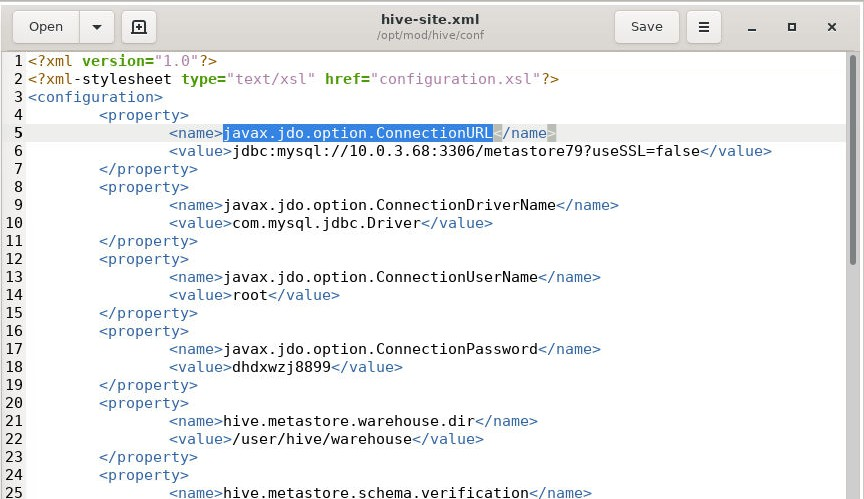 Open
hive-site.xml
/opt/mod/hive/conf
Save
1 <?xml version="1.0"?>
2 <?xml-stylesheet type="text/xsl" href="configuration.xsl"?>
3 <configuration>
4 <property>
5 <name>javax.jdo.option.ConnectionURL</name>
6 <value>jdbc:mysql://10.0.3.68:3306/metastore79?useSSL=false</value>
7 </property>
8 <property>
9 <name>javax.jdo.option.ConnectionDriverName</name>
10 <value>com.mysql.jdbc.Driver</value>
11 </property>
12 <property>
13 <name>javax.jdo.option.ConnectionUserName</name>
14 <value>root</value>
15 </property>
16 <property>
17 <name>javax.jdo.option.ConnectionPassword</name>
18 <value>dhdxwzj8899</value>
19 </property>
20 <property>
21 <name>hive.metastore.warehouse.dir</name>
22 <value>/user/hive/warehouse</value>
23 </property>
24 <property>
25 <name>hive.metastore.schema.verification</name>